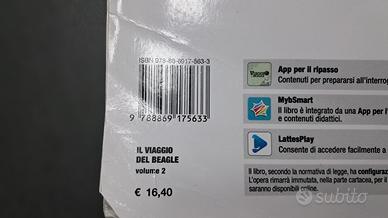 ISBN 978-88-6917-563-3
9 788869 175633
IL VIAGGIO
DEL BEAGLE
volume 2
€ 16,40
App per il ripasso
Contenuti per prepararsi all'interrog
MybSmart
Il libro è integrato da una App per l'
e contenuti didattici.
LattesPlay
Consente di accedere facilmente a
Il libro, secondo la normativa di legge, ha configuraz
L'opera rimarrà immutata, nella parte cartacea, per il
saranno disponibili online.
subito